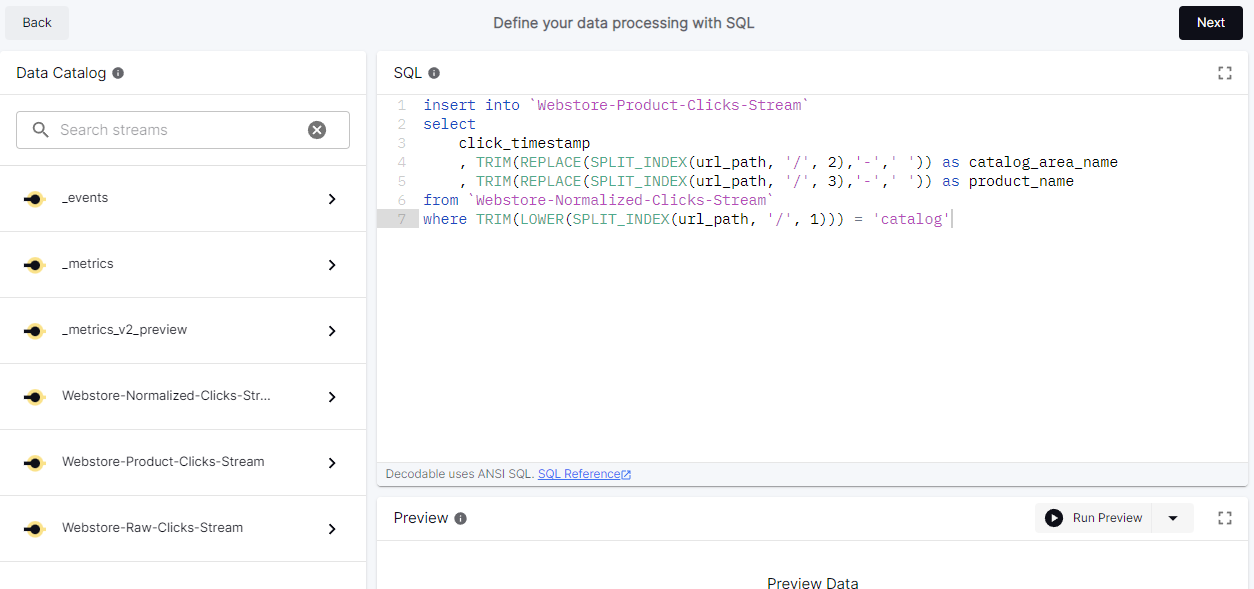 Back
Define your data processing with SQL
Next
Data Catalog
Search streams
_events
_metrics
_metrics_v2_preview
Webstore-Normalized-Clicks-Str...
Webstore-Product-Clicks-Stream
Webstore-Raw-Clicks-Stream
SQL
1 insert into `Webstore-Product-Clicks-Stream`
2 select
3 click_timestamp
4 , TRIM(REPLACE(SPLIT_INDEX(url_path, '/', 2),'-',' ')) as catalog_area_name
5 , TRIM(REPLACE(SPLIT_INDEX(url_path, '/', 3),'-',' ')) as product_name
6 from `Webstore-Normalized-Clicks-Stream`
7 where TRIM(LOWER(SPLIT_INDEX(url_path, '/', 1))) = 'catalog'
Decodable uses ANSI SQL. SQL Reference
Preview
Run Preview
Preview Data